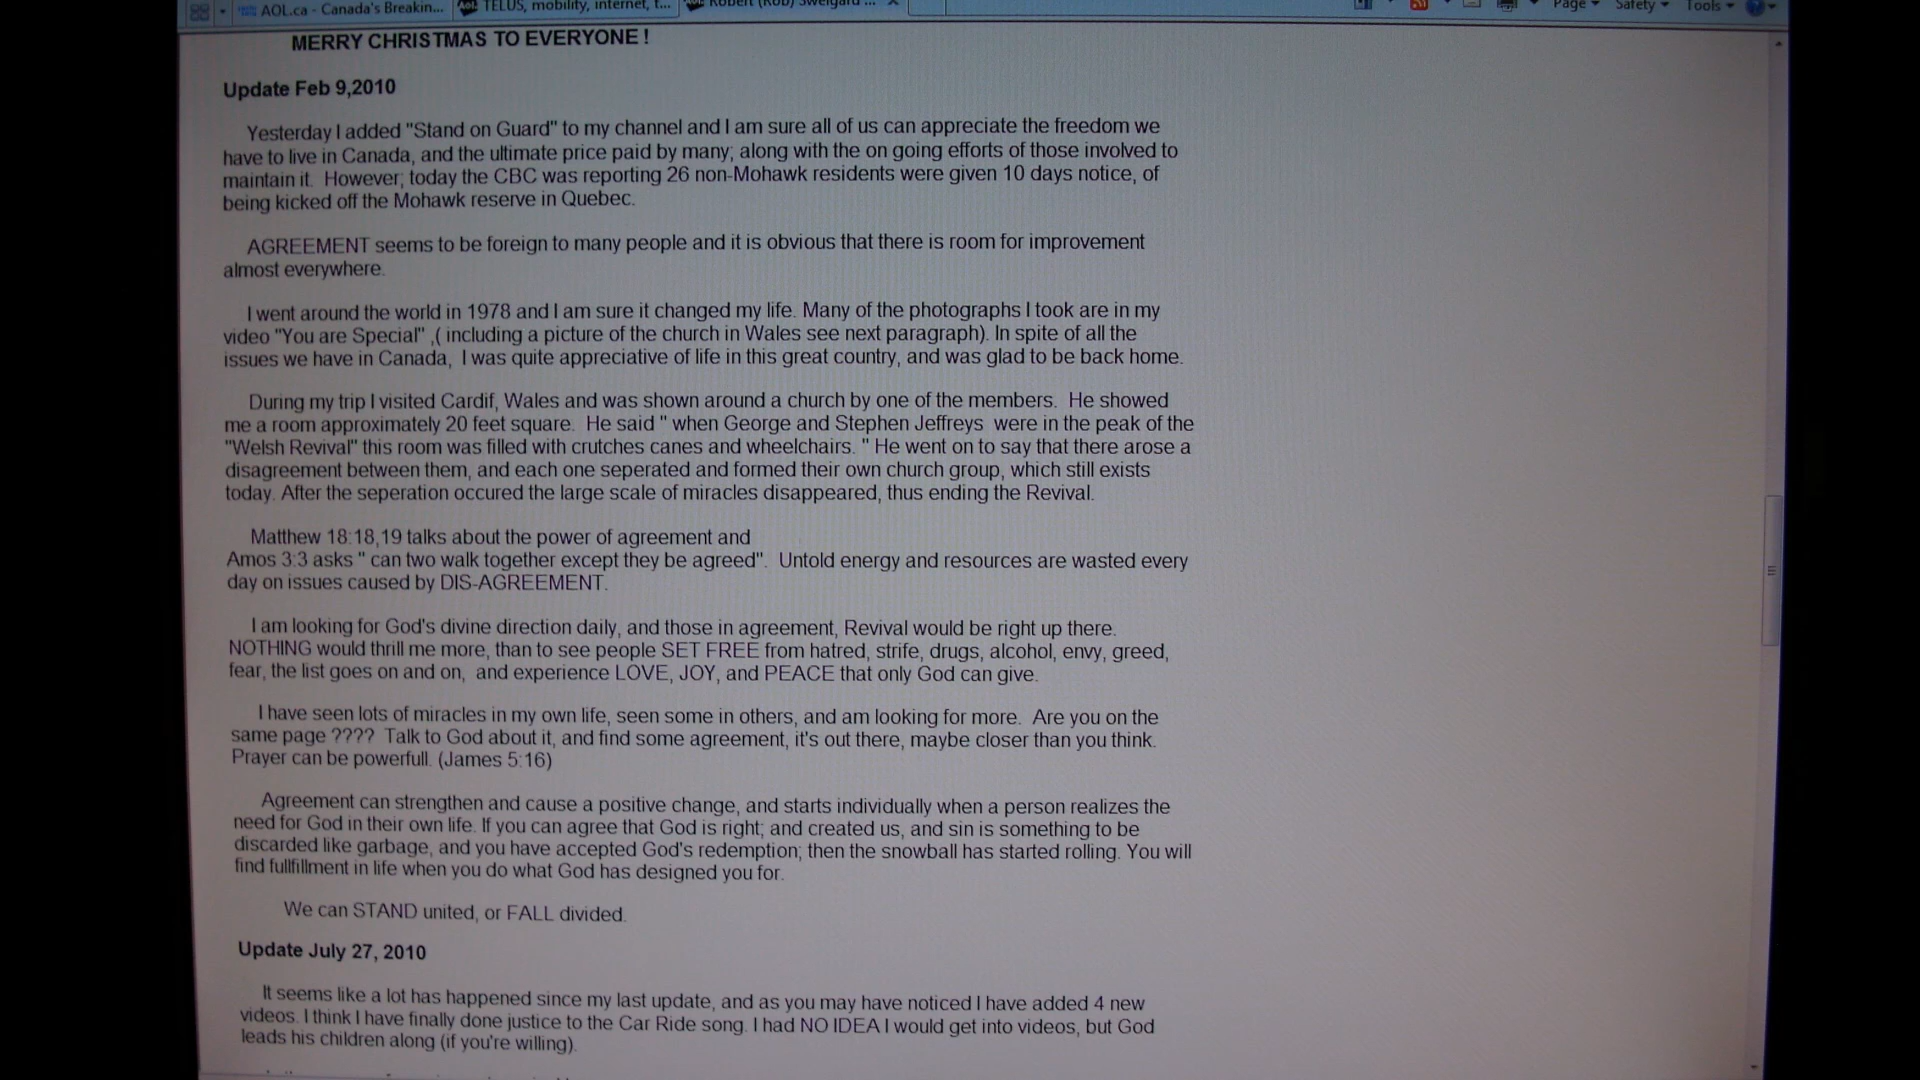 AOL.ca - Canada's Breakin...
TELUS, mobility, internet, t...
Robert (Rob) Sweigard ...
Page
Safety
Tools
MERRY CHRISTMAS TO EVERYONE !
Update Feb 9,2010
Yesterday I added "Stand on Guard" to my channel and I am sure all of us can appreciate the freedom we
have to live in Canada, and the ultimate price paid by many; along with the on going efforts of those involved to
maintain it. However; today the CBC was reporting 26 non-Mohawk residents were given 10 days notice, of
being kicked off the Mohawk reserve in Quebec.
AGREEMENT seems to be foreign to many people and it is obvious that there is room for improvement
almost everywhere.
I went around the world in 1978 and I am sure it changed my life. Many of the photographs I took are in my
video "You are Special" ,( including a picture of the church in Wales see next paragraph). In spite of all the
issues we have in Canada, I was quite appreciative of life in this great country, and was glad to be back home.
During my trip I visited Cardif, Wales and was shown around a church by one of the members. He showed
me a room approximately 20 feet square. He said " when George and Stephen Jeffreys were in the peak of the
"Welsh Revival" this room was filled with crutches canes and wheelchairs. " He went on to say that there arose a
disagreement between them, and each one seperated and formed their own church group, which still exists
today. After the seperation occured the large scale of miracles disappeared, thus ending the Revival.
Matthew 18:18,19 talks about the power of agreement and
Amos 3:3 asks " can two walk together except they be agreed". Untold energy and resources are wasted every
day on issues caused by DIS-AGREEMENT.
I am looking for God's divine direction daily, and those in agreement, Revival would be right up there.
NOTHING would thrill me more, than to see people SET FREE from hatred, strife, drugs, alcohol, envy, greed,
fear, the list goes on and on, and experience LOVE, JOY, and PEACE that only God can give.
I have seen lots of miracles in my own life, seen some in others, and am looking for more. Are you on the
same page ???? Talk to God about it, and find some agreement, it's out there, maybe closer than you think.
Prayer can be powerfull. (James 5:16)
Agreement can strengthen and cause a positive change, and starts individually when a person realizes the
need for God in their own life. If you can agree that God is right; and created us, and sin is something to be
discarded like garbage, and you have accepted God's redemption; then the snowball has started rolling. You will
find fullfillment in life when you do what God has designed you for.
We can STAND united, or FALL divided.
Update July 27, 2010
It seems like a lot has happened since my last update, and as you may have noticed I have added 4 new
videos. I think I have finally done justice to the Car Ride song. I had NO IDEA I would get into videos, but God
leads his children along (if you're willing).